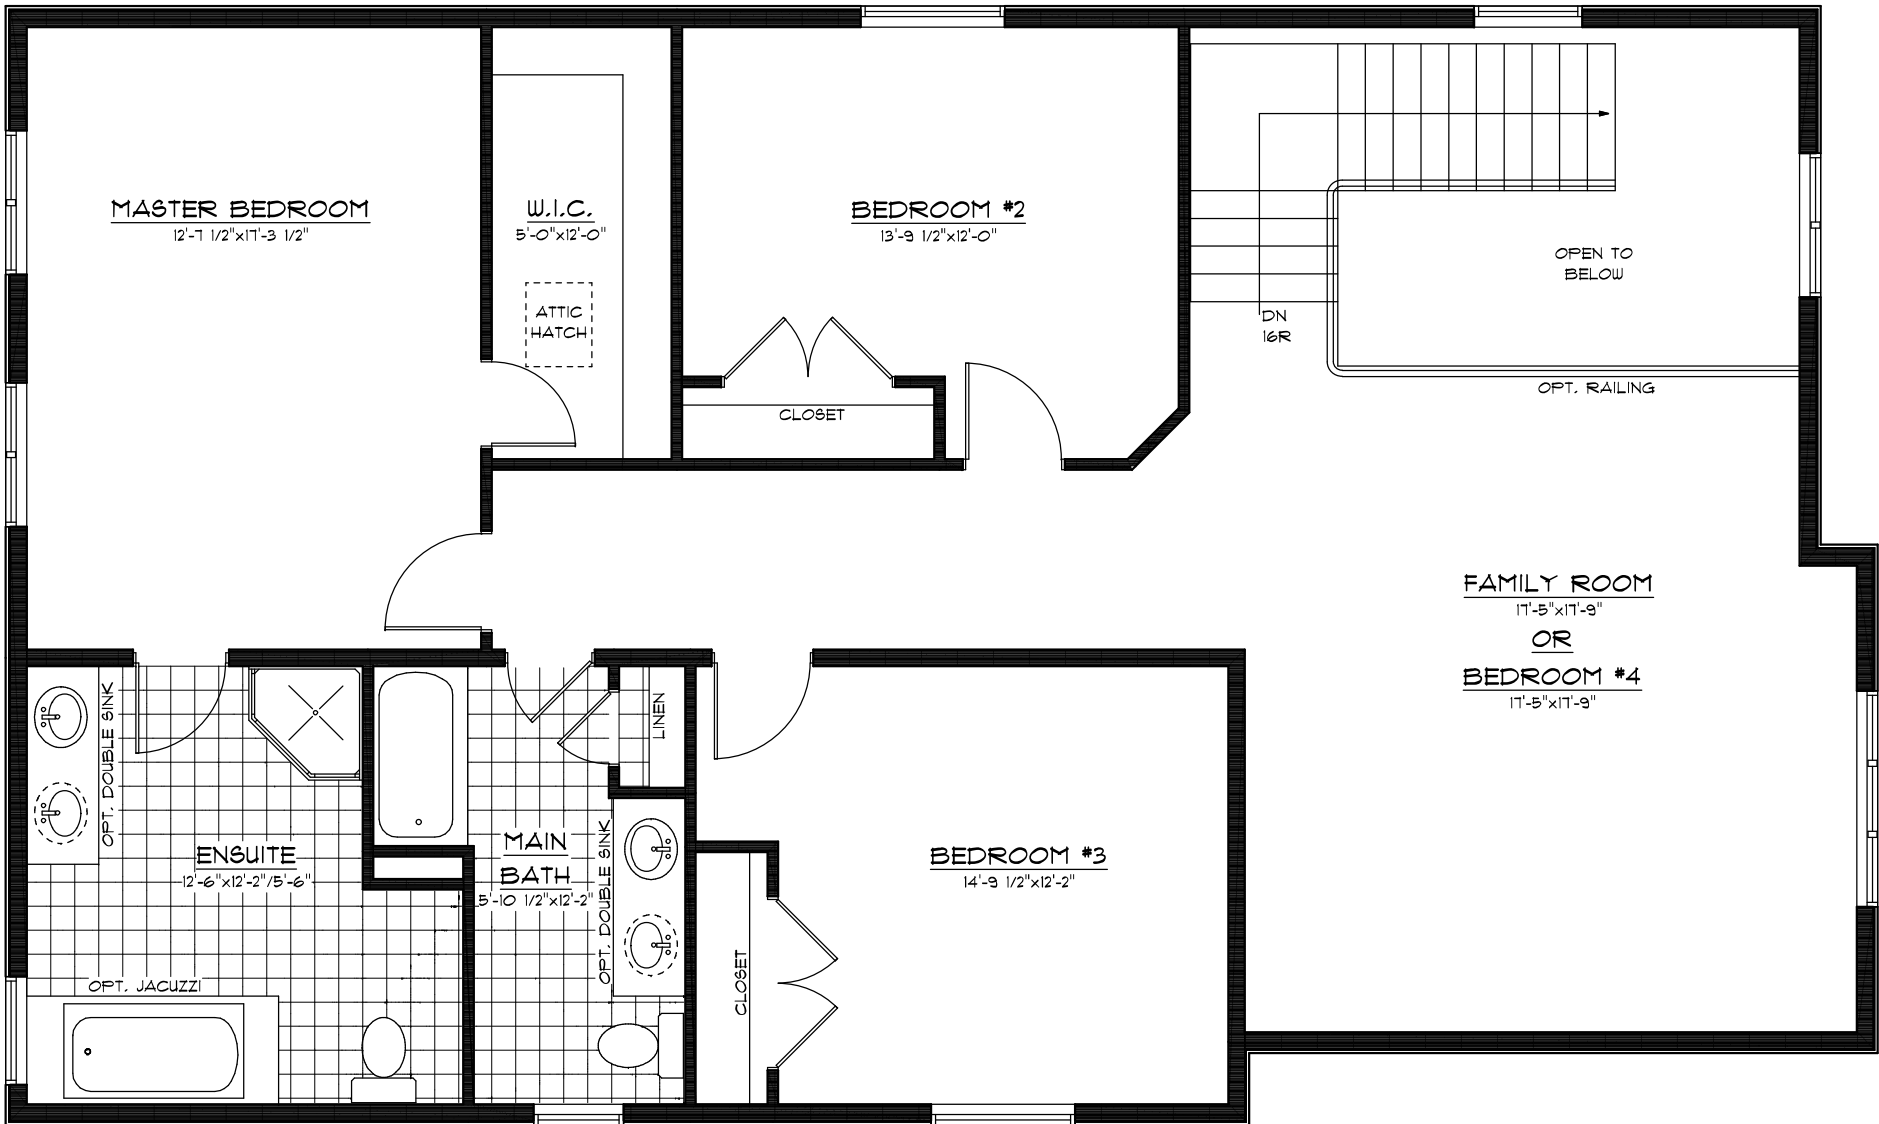 MASTER BEDROOM
12'-7 1/2"x17'-3 1/2"
W.I.C.
5'-0"x12'-0"
ATTIC
HATCH
BEDROOM #2
13'-9 1/2"x12'-0"
CLOSET
DN
16R
OPEN TO
BELOW
OPT. RAILING
FAMILY ROOM
17'-5"x17'-9"
OR
BEDROOM #4
17'-5"x17'-9"
OPT. DOUBLE SINK
ENSUITE
12'-6"x12'-2"/5'-6"
OPT. JACUZZI
LINEN
MAIN
BATH
5'-10 1/2"x12'-2"
OPT. DOUBLE SINK
BEDROOM #3
14'-9 1/2"x12'-2"
CLOSET